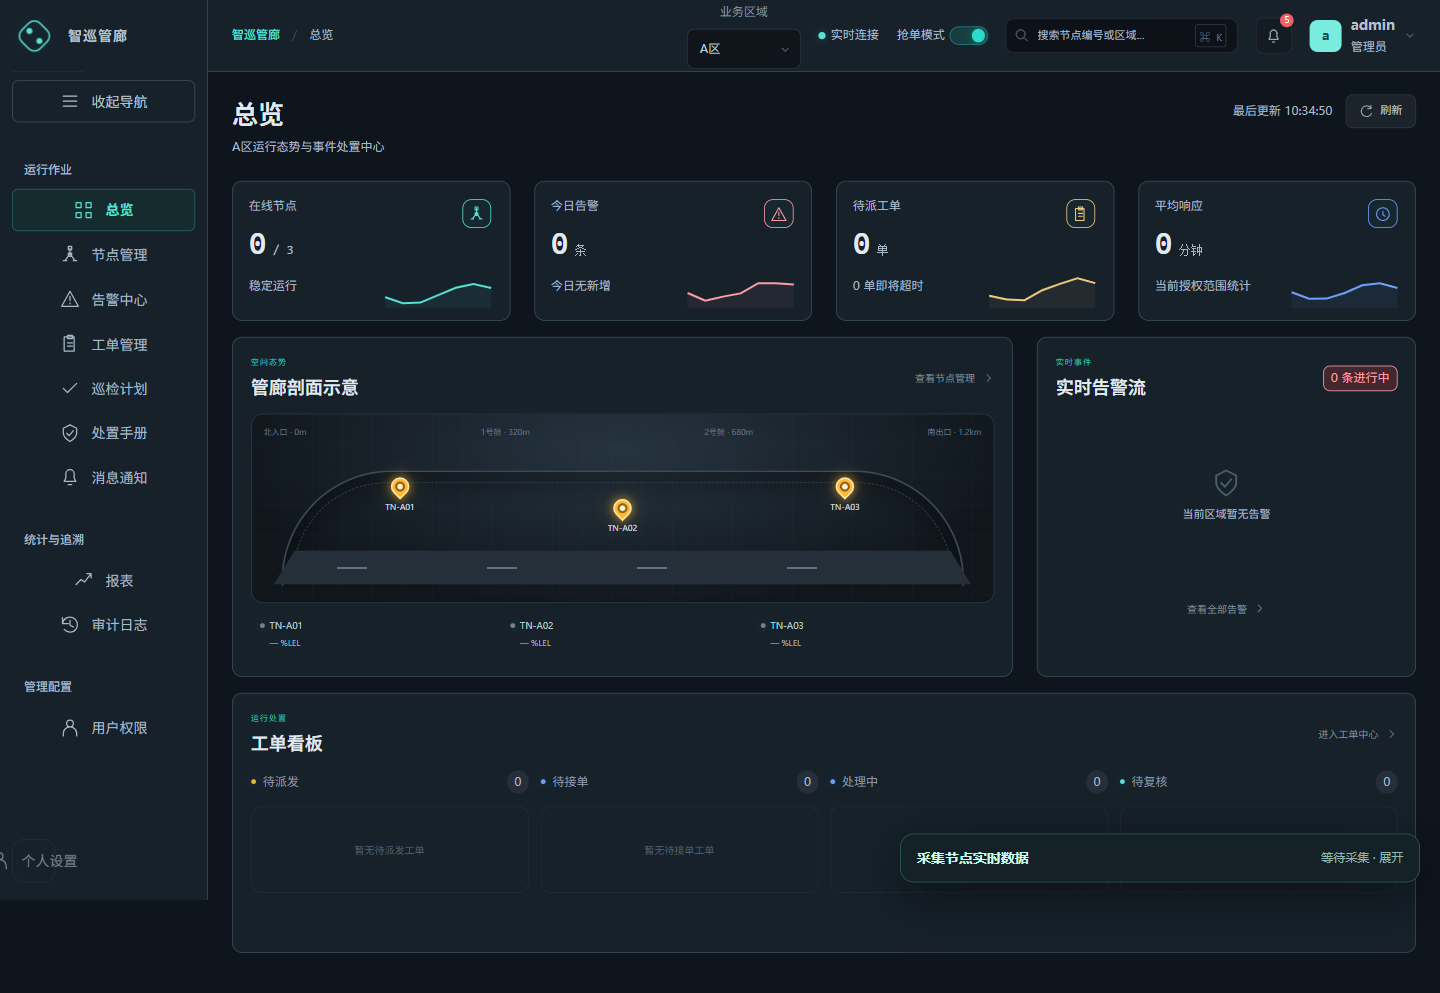 智巡管廊
收起导航
运行作业
总览
节点管理
告警中心
工单管理
巡检计划
处置手册
消息通知
统计与追溯
报表
审计日志
管理配置
用户权限
个人设置
智巡管廊 / 总览
业务区域
A区
实时连接
抢单模式
搜索节点编号或区域...
⌘ K
5
a
admin
管理员
总览
A区运行态势与事件处置中心
最后更新 10:34:50
刷新
在线节点
0 / 3
稳定运行
今日告警
0 条
今日无新增
待派工单
0 单
0 单即将超时
平均响应
0 分钟
当前授权范围统计
空间态势
管廊剖面示意
查看节点管理
北入口 · 0m
1号舱 · 320m
2号舱 · 680m
南出口 · 1.2km
TN-A01
TN-A02
TN-A03
TN-A01
— %LEL
TN-A02
— %LEL
TN-A03
— %LEL
实时事件
实时告警流
0 条进行中
当前区域暂无告警
查看全部告警
运行处置
工单看板
进入工单中心
待派发 0
待接单 0
处理中 0
待复核 0
暂无待派发工单
暂无待接单工单
采集节点实时数据
等待采集 · 展开